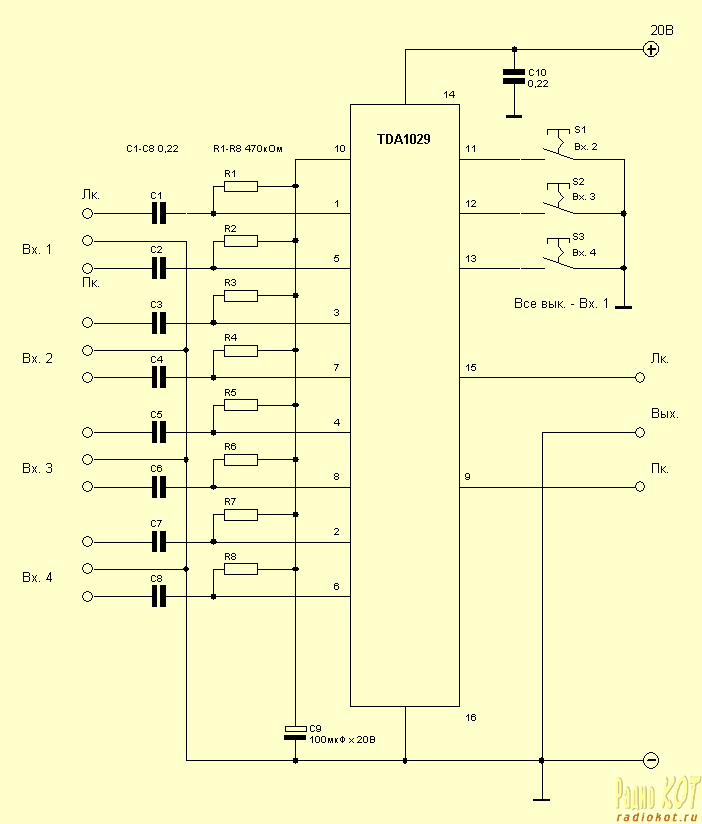 20В
C10
0,22
14
TDA1029
C1-C8 0,22
R1-R8 470кОм
10
11
S1
Вх. 2
R1
Лк.
C1
1
12
S2
Вх. 3
R2
Вх. 1
C2
5
13
S3
Вх. 4
Пк.
R3
C3
3
Все вык. - Вх. 1
R4
Вх. 2
C4
7
15
Лк.
R5
C5
4
Вых.
R6
Вх. 3
C6
8
9
Пк.
R7
C7
2
R8
Вх. 4
C8
6
16
C9
100мкФ x 20В
Радио КОТ
radiokot.ru